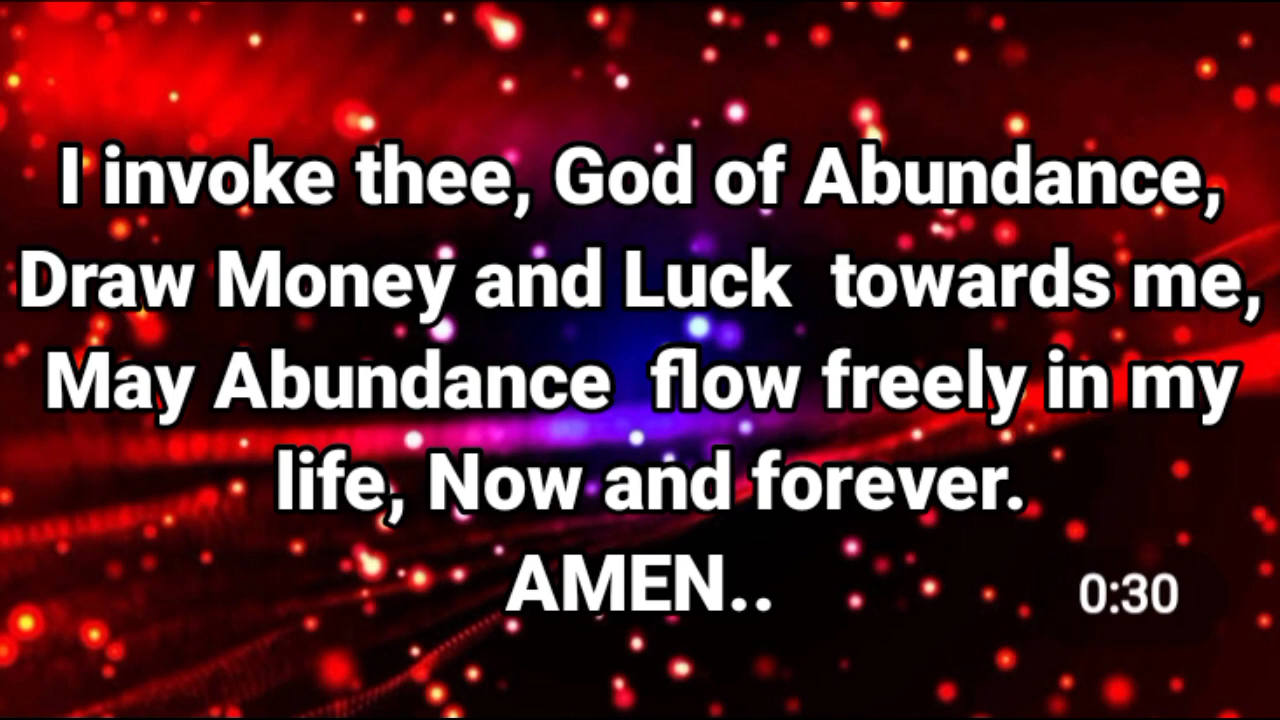 I invoke thee, God of Abundance,
Draw Money and Luck  towards me,
May Abundance  flow freely in my
life, Now and forever.
AMEN..
0:30